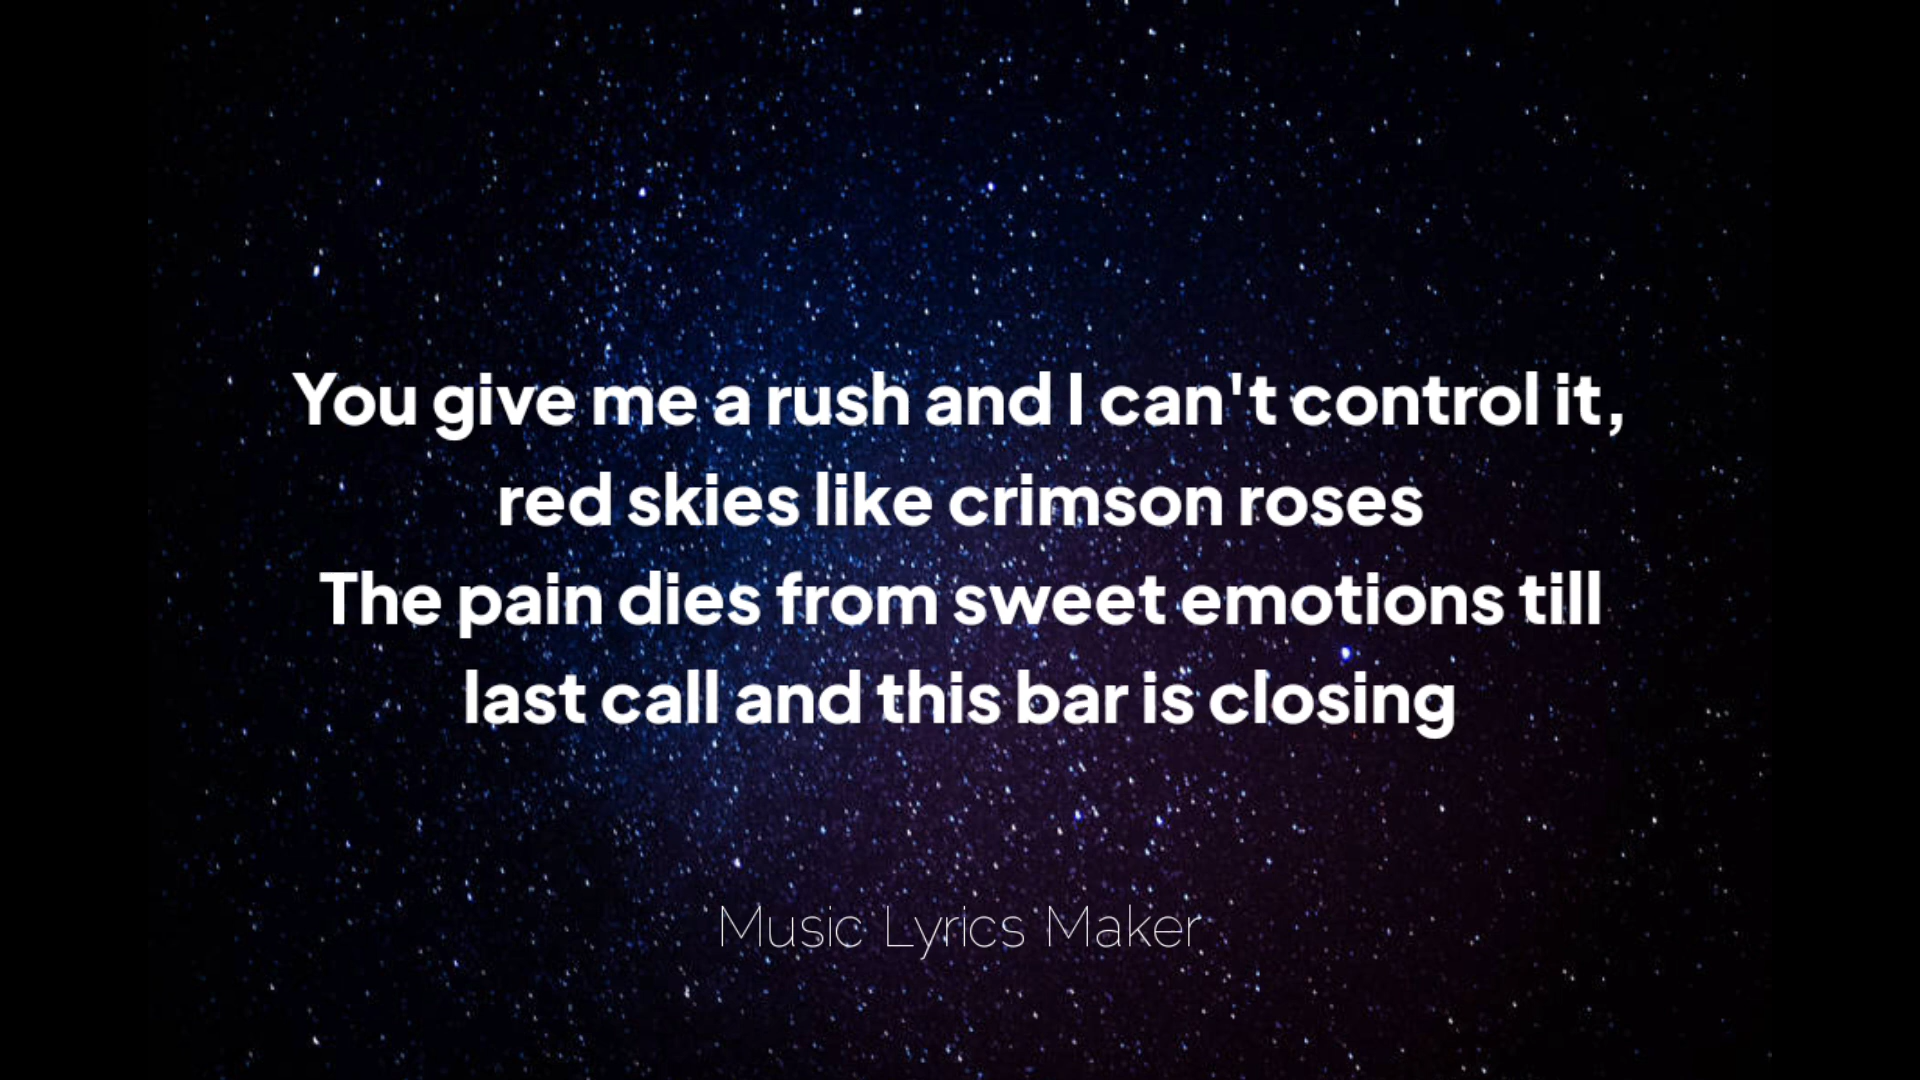 You give me a rush and I can't control it,
red skies like crimson roses
The pain dies from sweet emotions till
last call and this bar is closing
Music Lyrics Maker